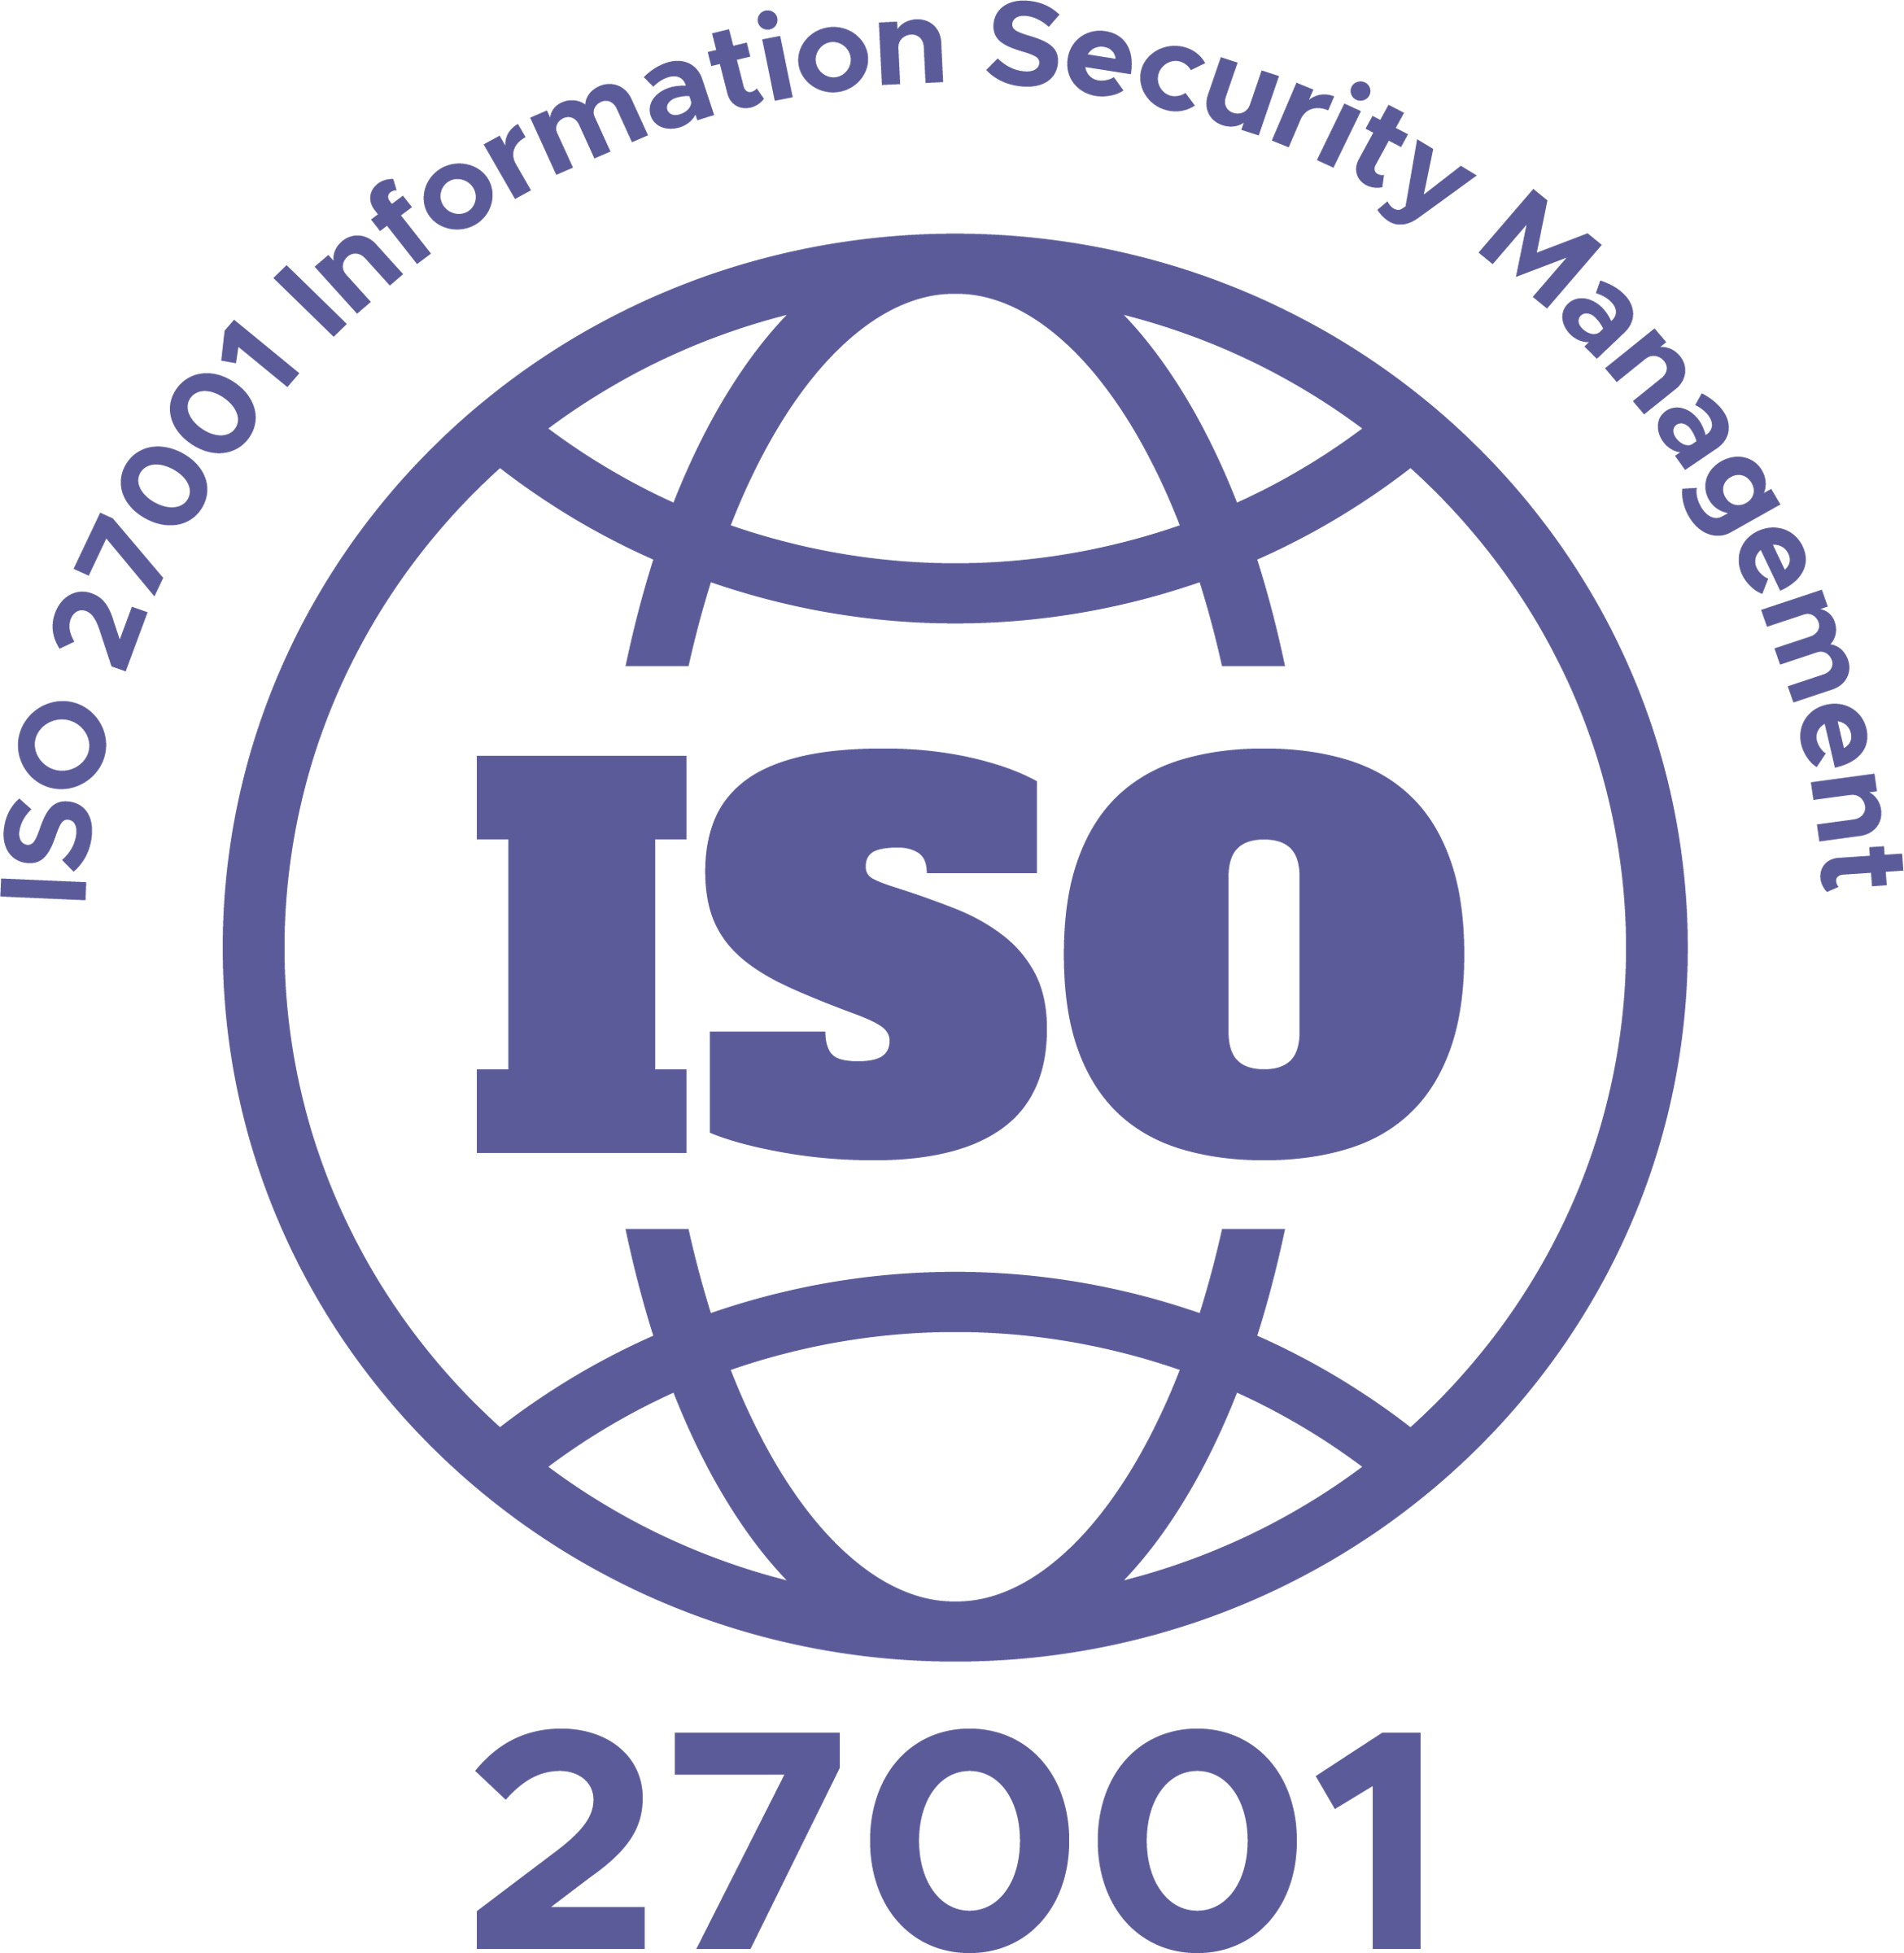 Iso 27001 Information Security Management
ISO
27001